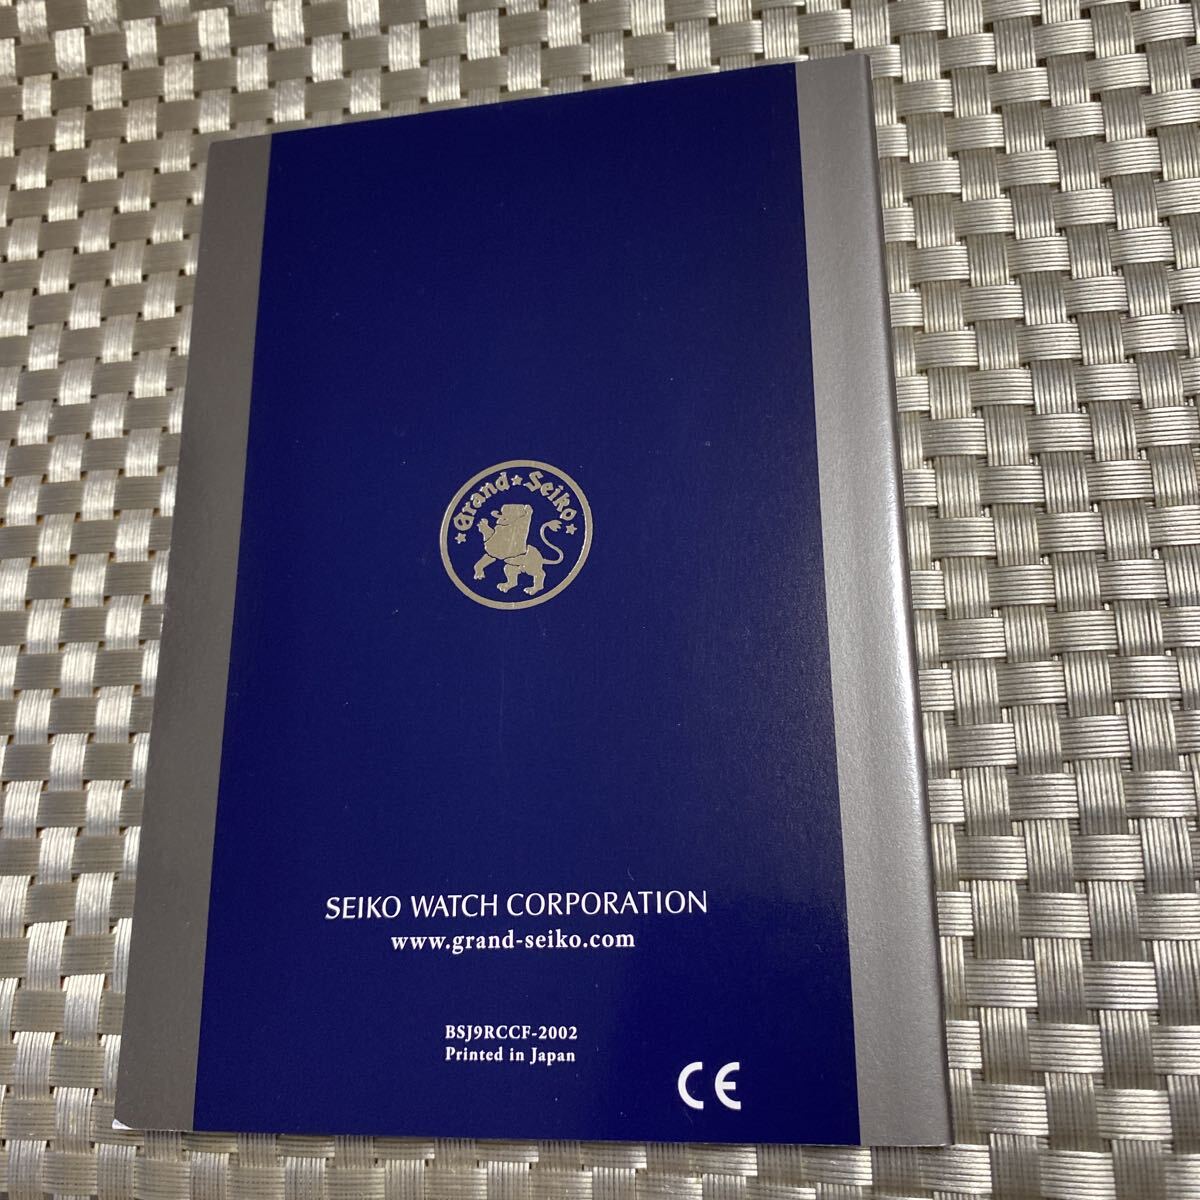 ★Grand★Seiko★
SEIKO WATCH CORPORATION
www.grand-seiko.com
BSJ9RCCF-2002
Printed in Japan
CE